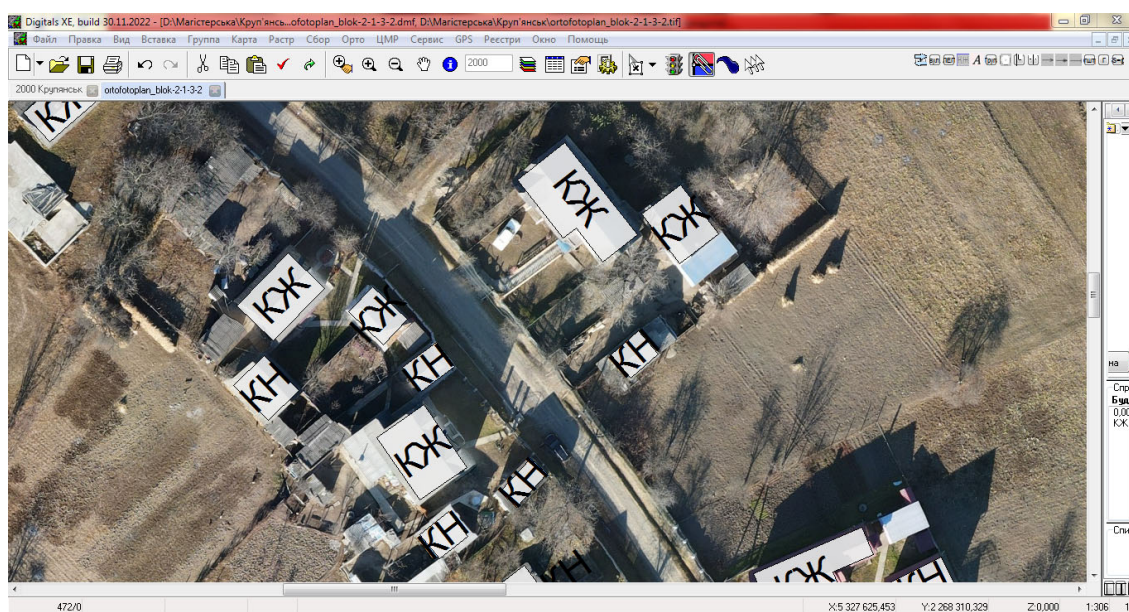 Digitals XE, build 30.11.2022 - [D:\Магістерська\Круп'янсь...ofotoplan_blok-2-1-3-2.dmf, D:\Магістерська\Круп'янськ\ortofotoplan_blok-2-1-3-2.tif]
Файл Правка Вид Вставка Группа Карта Растр Сбор Орто ЦМР Сервис GPS Реєстри Окно Помощь
2000
2000 Крупянськ ortofotoplan_blok-2-1-3-2
КЖ
КЖ
КЖ
КЖ
КЖ
КН
КН
КН
КЖ
КН
КН
КН
КЖ
КН
на
Спр
Буд
0,00
КЖ
Спи
472/0 X:5 327 625,453 Y:2 268 310,329 Z:0,000 1:306